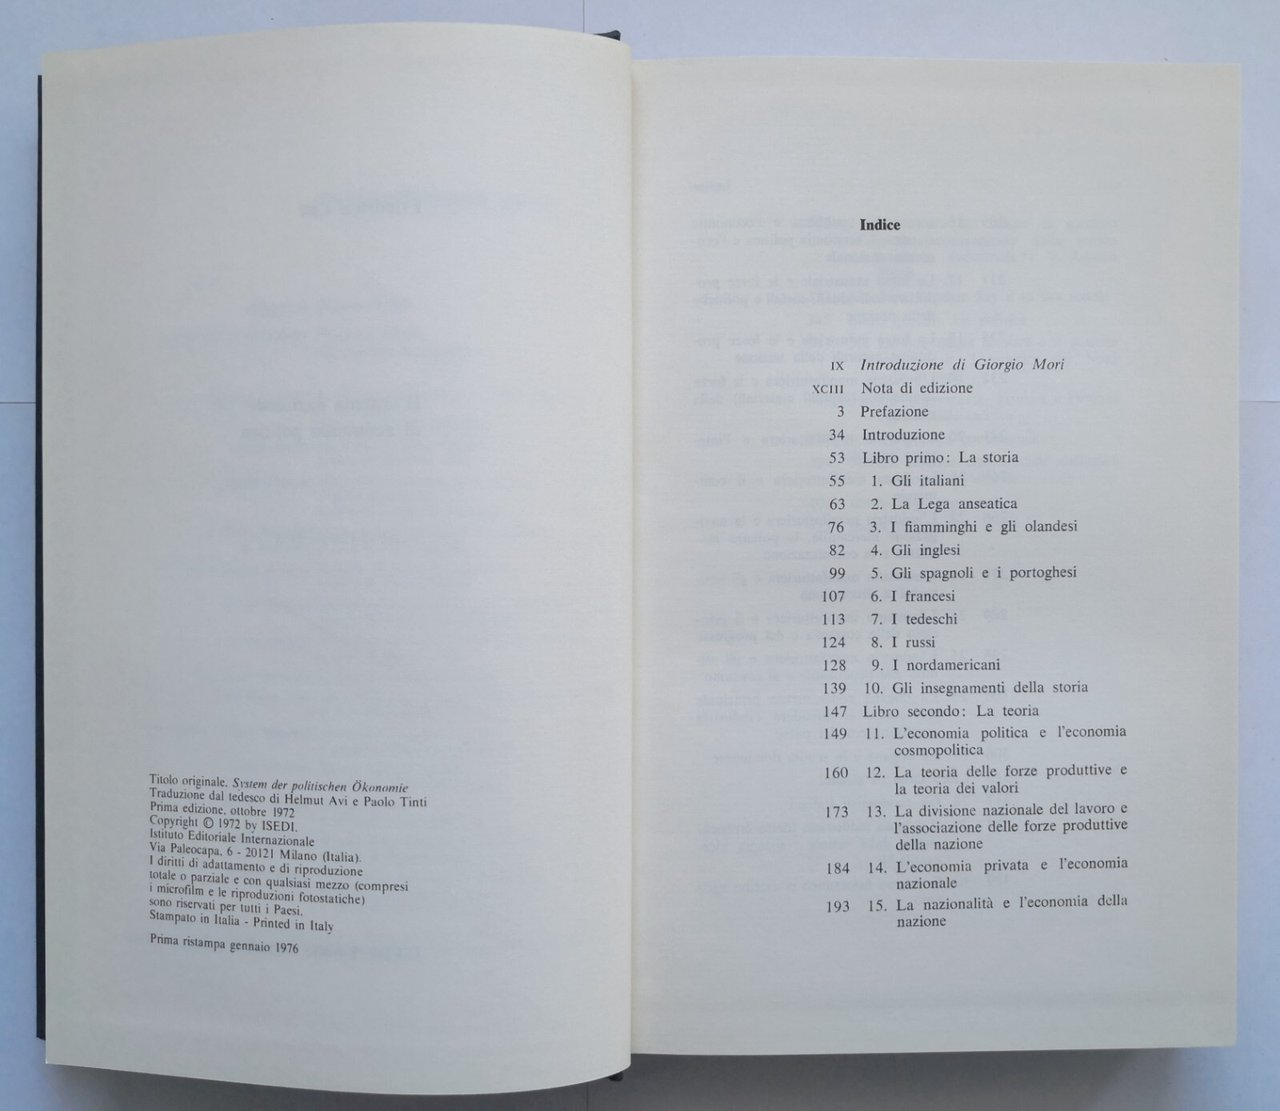 Titolo originale, System der politischen Ökonomie
Traduzione dal tedesco di Helmut Avi e Paolo Tinti
Prima edizione, ottobre 1972
Copyright © 1972 by ISEDI.
Istituto Editoriale Internazionale
Via Paleocapa, 6 - 20121 Milano (Italia).
I diritti di adattamento e di riproduzione
totale o parziale e con qualsiasi mezzo (compresi
i microfilm e le riproduzioni fotostatiche)
sono riservati per tutti i Paesi.
Stampato in Italia - Printed in Italy
Prima ristampa gennaio 1976
Indice
IX Introduzione di Giorgio Mori
XCIII Nota di edizione
3 Prefazione
34 Introduzione
53 Libro primo: La storia
55 1. Gli italiani
63 2. La Lega anseatica
76 3. I fiamminghi e gli olandesi
82 4. Gli inglesi
99 5. Gli spagnoli e i portoghesi
107 6. I francesi
113 7. I tedeschi
124 8. I russi
128 9. I nordamericani
139 10. Gli insegnamenti della storia
147 Libro secondo: La teoria
149 11. L'economia politica e l'economia
cosmopolitica
160 12. La teoria delle forze produttive e
la teoria dei valori
173 13. La divisione nazionale del lavoro e
l'associazione delle forze produttive
della nazione
184 14. L'economia privata e l'economia
nazionale
193 15. La nazionalità e l'economia della
nazione